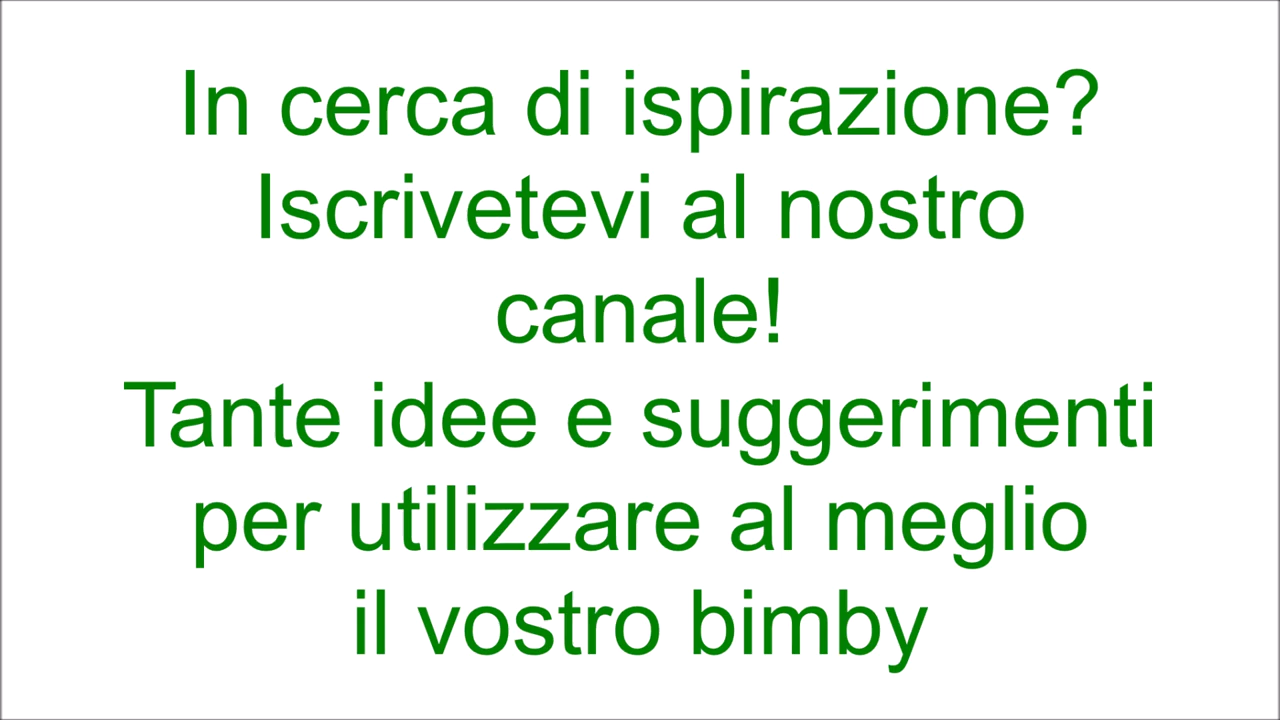 In cerca di ispirazione?
Iscrivetevi al nostro
canale!
Tante idee e suggerimenti
per utilizzare al meglio
il vostro bimby